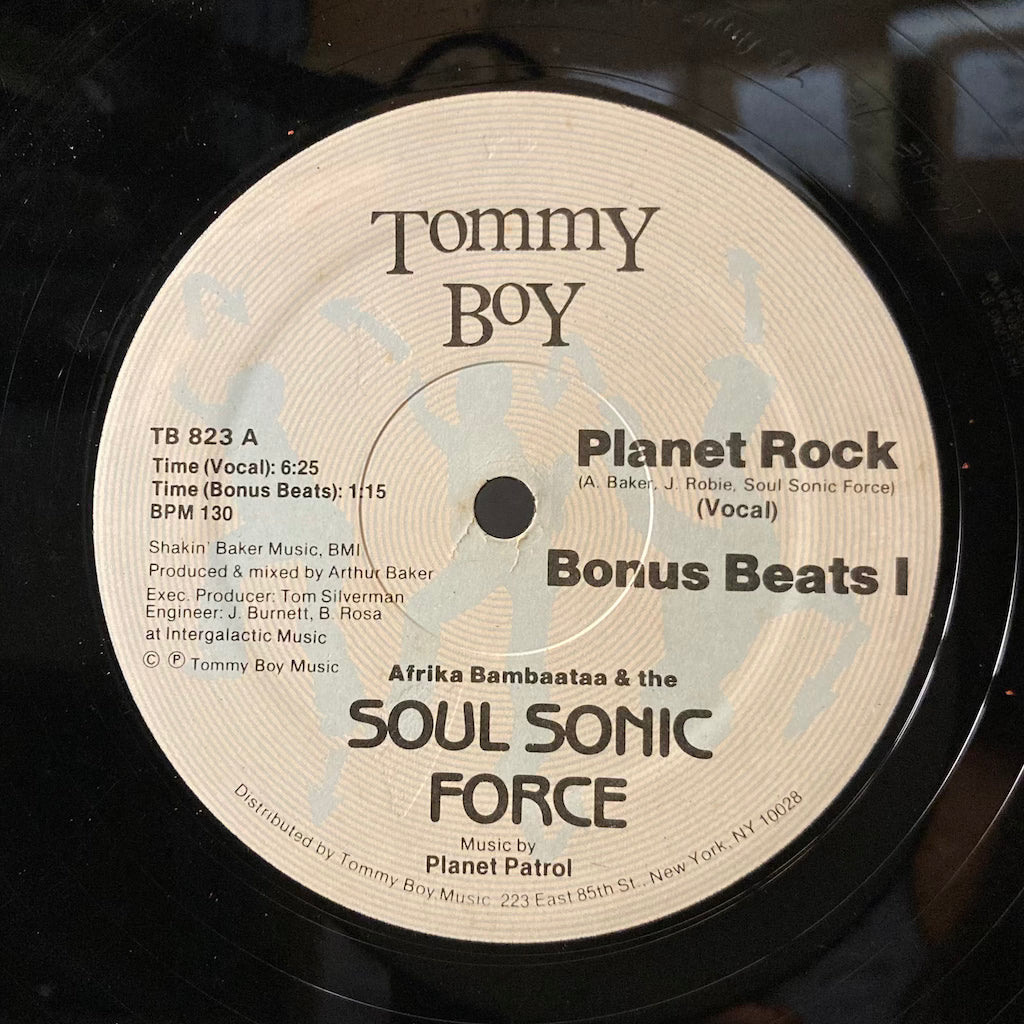 Tommy
Boy
TB 823 A
Time (Vocal): 6:25
Time (Bonus Beats): 1:15
BPM 130
Shakin' Baker Music, BMI
Produced & mixed by Arthur Baker
Exec. Producer: Tom Silverman
Engineer: J. Burnett, B. Rosa
at Intergalactic Music
© ℗ Tommy Boy Music
Planet Rock
(A. Baker, J. Robie, Soul Sonic Force)
(Vocal)
Bonus Beats I
Afrika Bambaataa & the
SOUL SONIC
FORCE
Music by
Planet Patrol
Distributed by Tommy Boy Music 223 East 85th St., New York, NY 10028